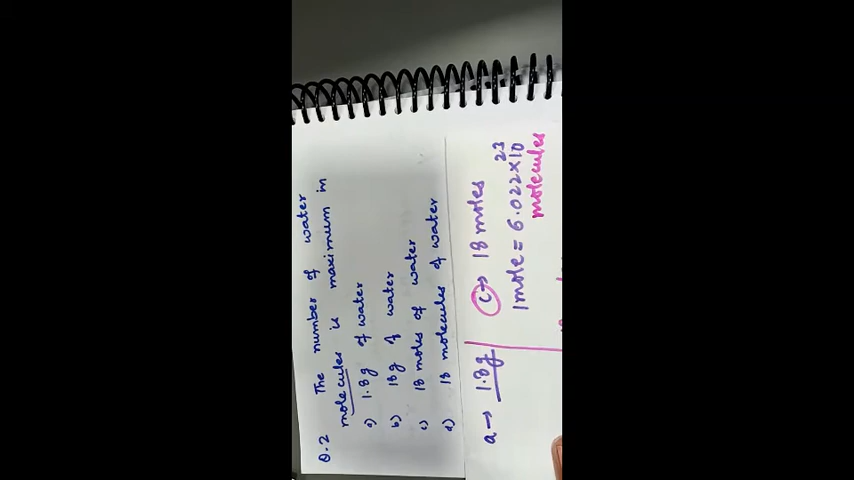 Q.2 The number of water
molecules is maximum in
a) 1.8g of water
b) 18g of water
c) 18 moles of water
d) 18 molecules of water
a → 1.8g
c → 18 moles
1 mole = 6.022 × 10²³
molecules